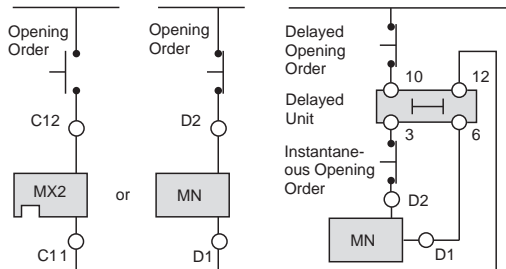 Opening
Order
C12
MX2
C11
or
Opening
Order
D2
MN
D1
Delayed
Opening
Order
10
12
Delayed
Unit
3
6
Instantane-
ous Opening
Order
D2
MN
D1